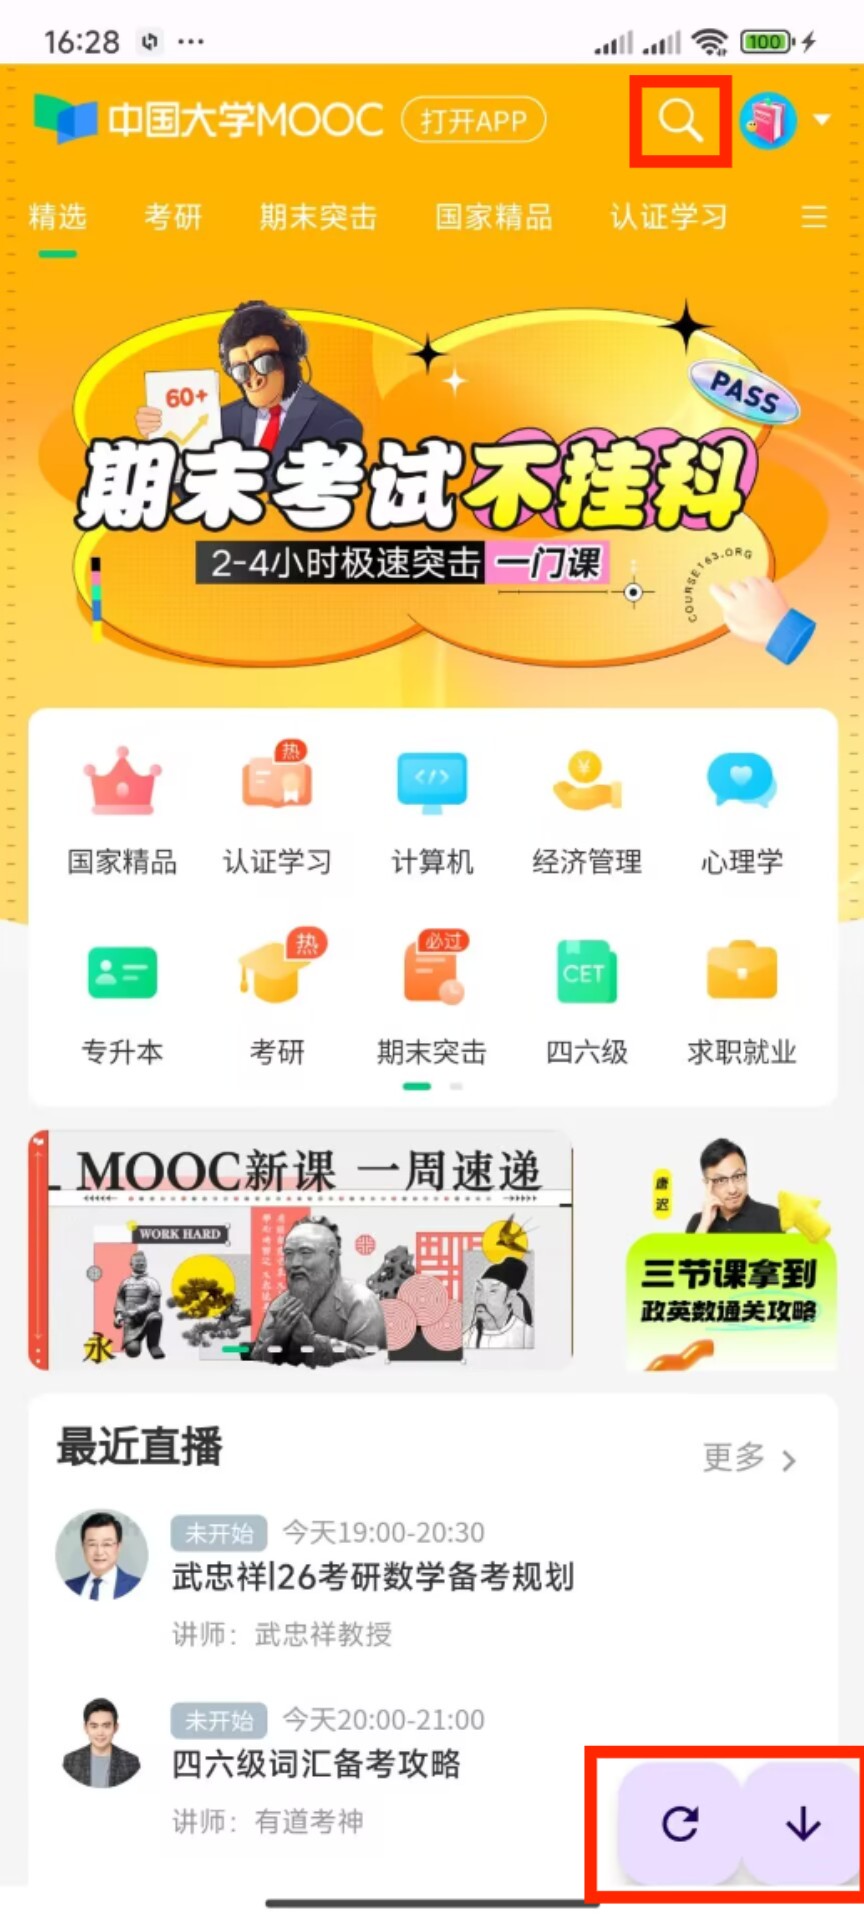 16:28
100
中国大学MOOC 打开APP
精选 考研 期末突击 国家精品 认证学习
60+
PASS
期末考试不挂科
2-4小时极速突击 一门课
COURSE163.ORG
热
国家精品 认证学习 计算机 经济管理 心理学
热 必过
CET
专升本 考研 期末突击 四六级 求职就业
MOOC新课 一周速递
WORK HARD
永
唐迟
三节课拿到
政英数通关攻略
最近直播 更多
未开始 今天19:00-20:30
武忠祥|26考研数学备考规划
讲师：武忠祥教授
未开始 今天20:00-21:00
四六级词汇备考攻略
讲师：有道考神